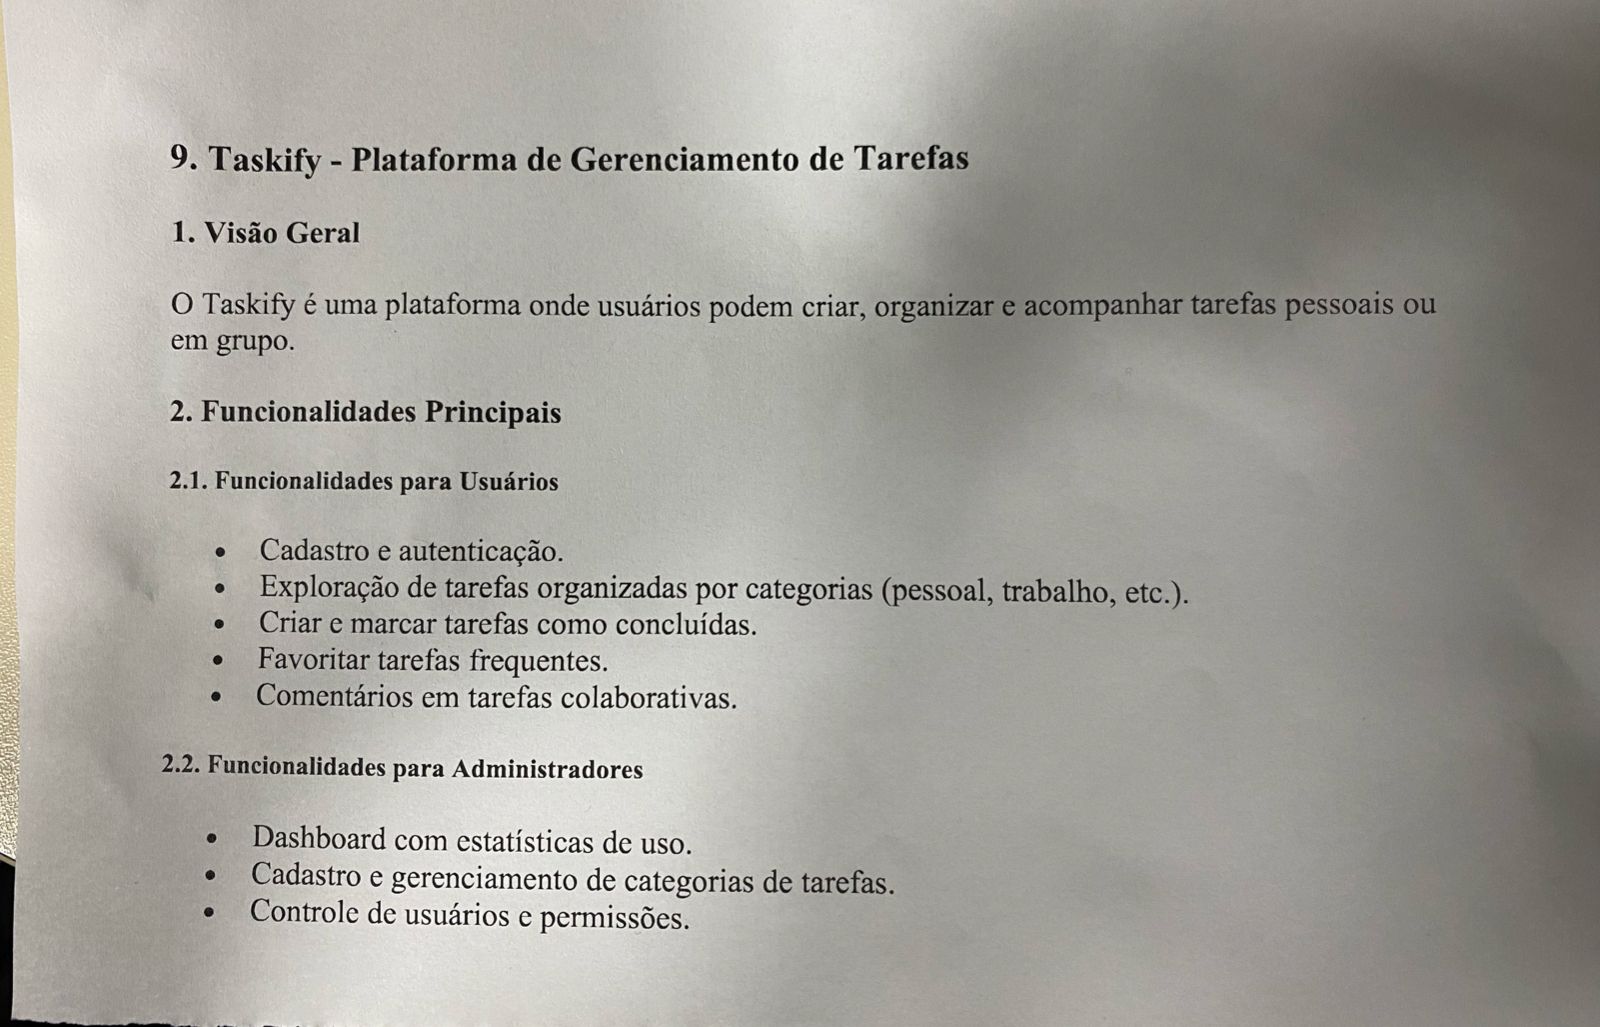 9. Taskify - Plataforma de Gerenciamento de Tarefas
1. Visão Geral
O Taskify é uma plataforma onde usuários podem criar, organizar e acompanhar tarefas pessoais ou
em grupo.
2. Funcionalidades Principais
2.1. Funcionalidades para Usuários
• Cadastro e autenticação.
• Exploração de tarefas organizadas por categorias (pessoal, trabalho, etc.).
• Criar e marcar tarefas como concluídas.
• Favoritar tarefas frequentes.
• Comentários em tarefas colaborativas.
2.2. Funcionalidades para Administradores
• Dashboard com estatísticas de uso.
• Cadastro e gerenciamento de categorias de tarefas.
• Controle de usuários e permissões.